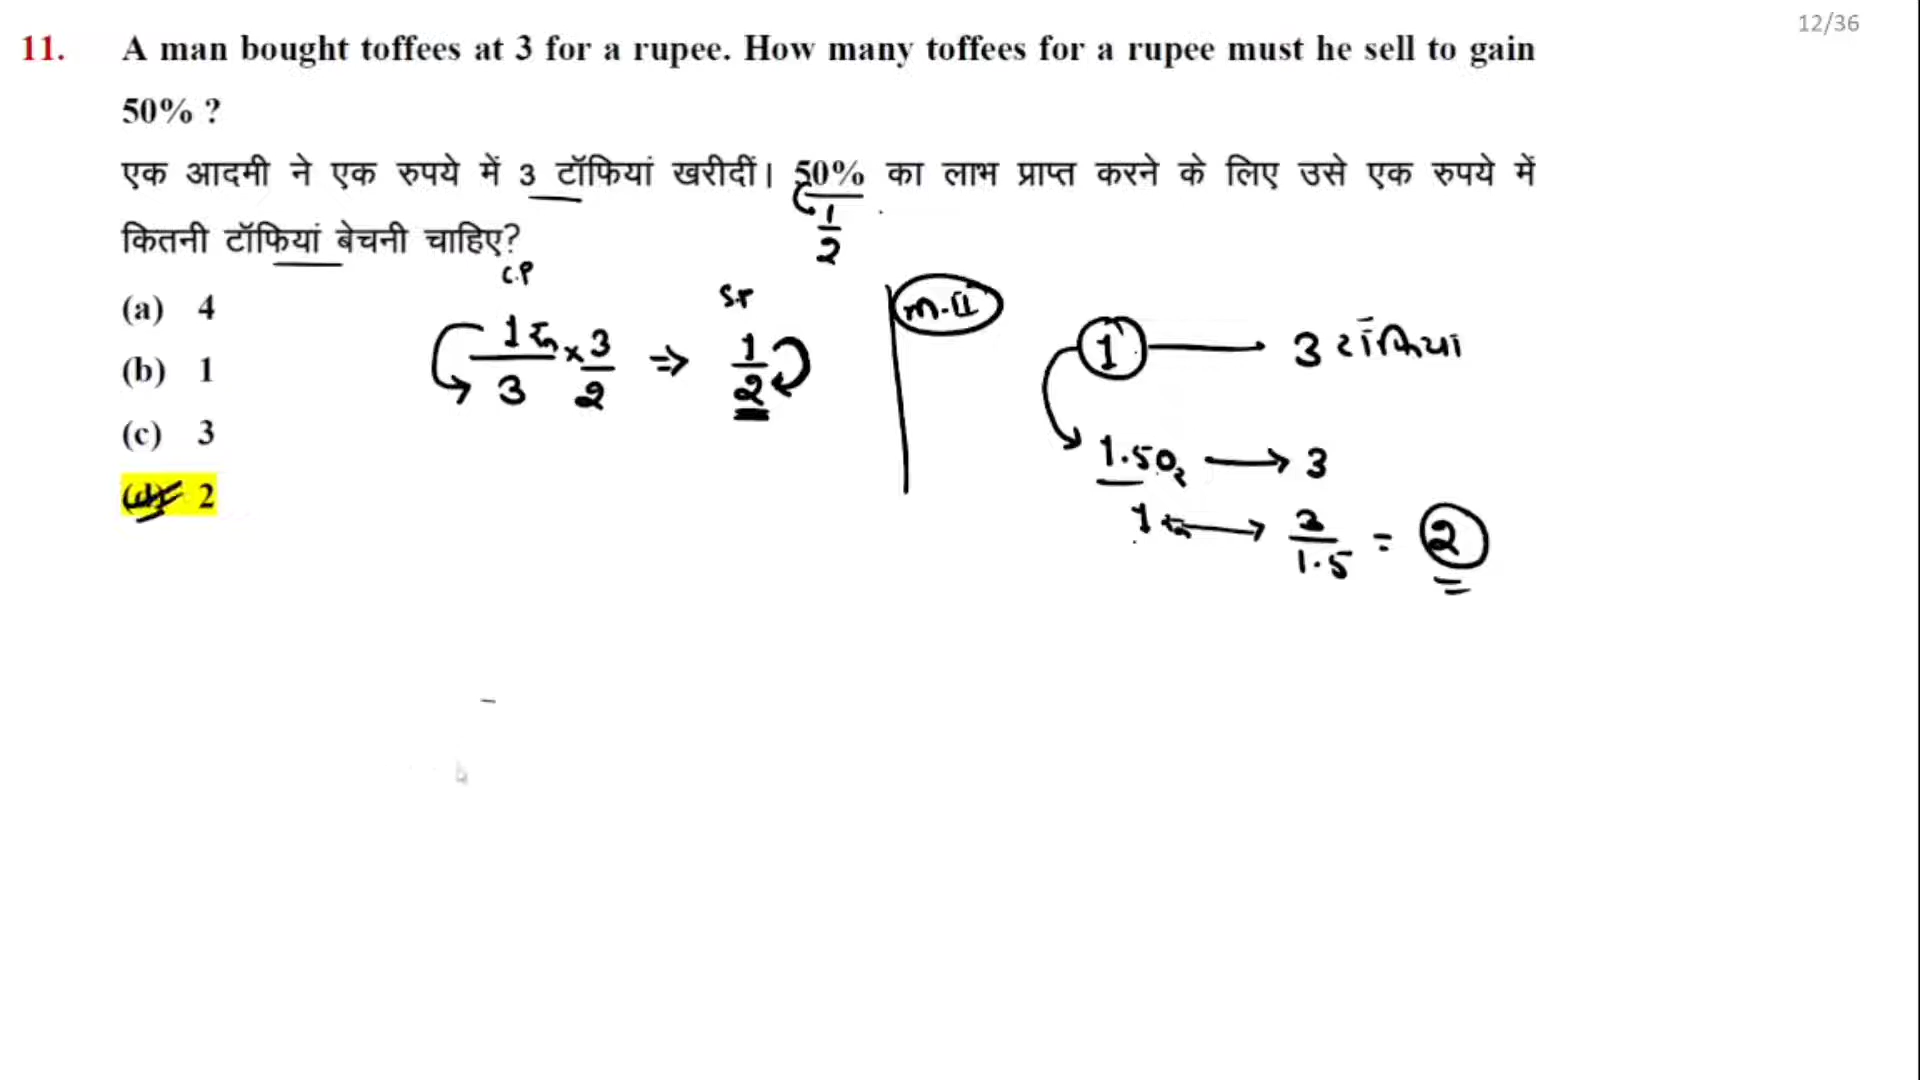 12/36
11. A man bought toffees at 3 for a rupee. How many toffees for a rupee must he sell to gain
50% ?
एक आदमी ने एक रुपये में 3 टॉफियां खरीदीं। 50% का लाभ प्राप्त करने के लिए उसे एक रुपये में
1/2
कितनी टॉफियां बेचनी चाहिए?
(a) 4
(b) 1
(c) 3
(d) 2
C.P S.P
1रू/3 × 3/2 ⇒ 1/2
M-II
1 — 3 टॉफियां
1.50 → 3
1रू → 3/1.5 = 2